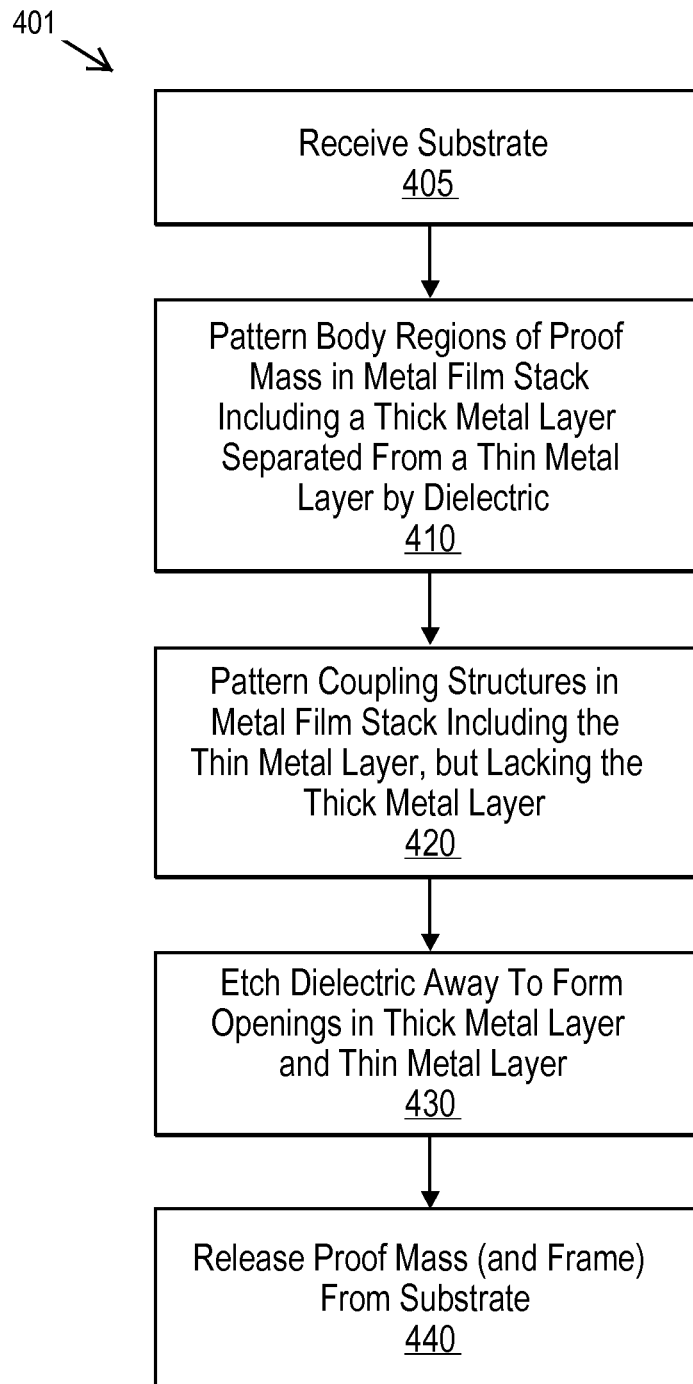 401
Receive Substrate
405
Pattern Body Regions of Proof
Mass in Metal Film Stack
Including a Thick Metal Layer
Separated From a Thin Metal
Layer by Dielectric
410
Pattern Coupling Structures in
Metal Film Stack Including the
Thin Metal Layer, but Lacking the
Thick Metal Layer
420
Etch Dielectric Away To Form
Openings in Thick Metal Layer
and Thin Metal Layer
430
Release Proof Mass (and Frame)
From Substrate
440